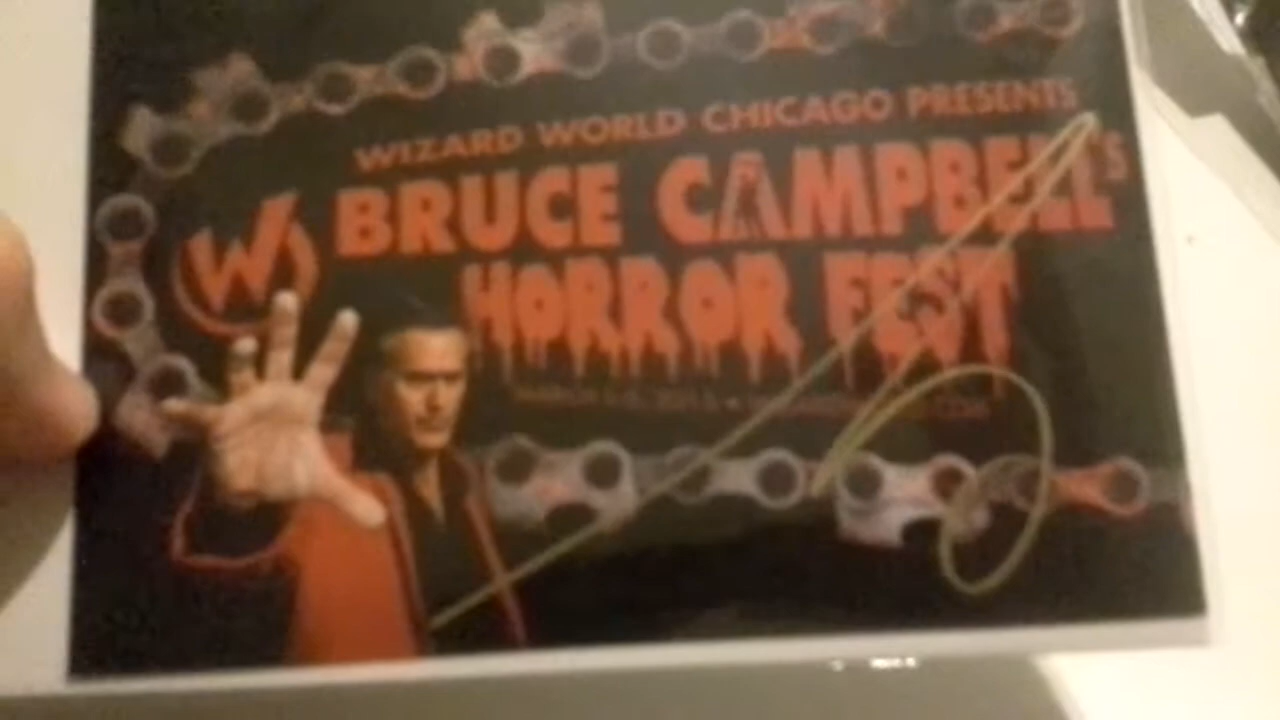 WIZARD WORLD CHICAGO PRESENTS
W
BRUCE CAMPBELL'S
HORROR FEST